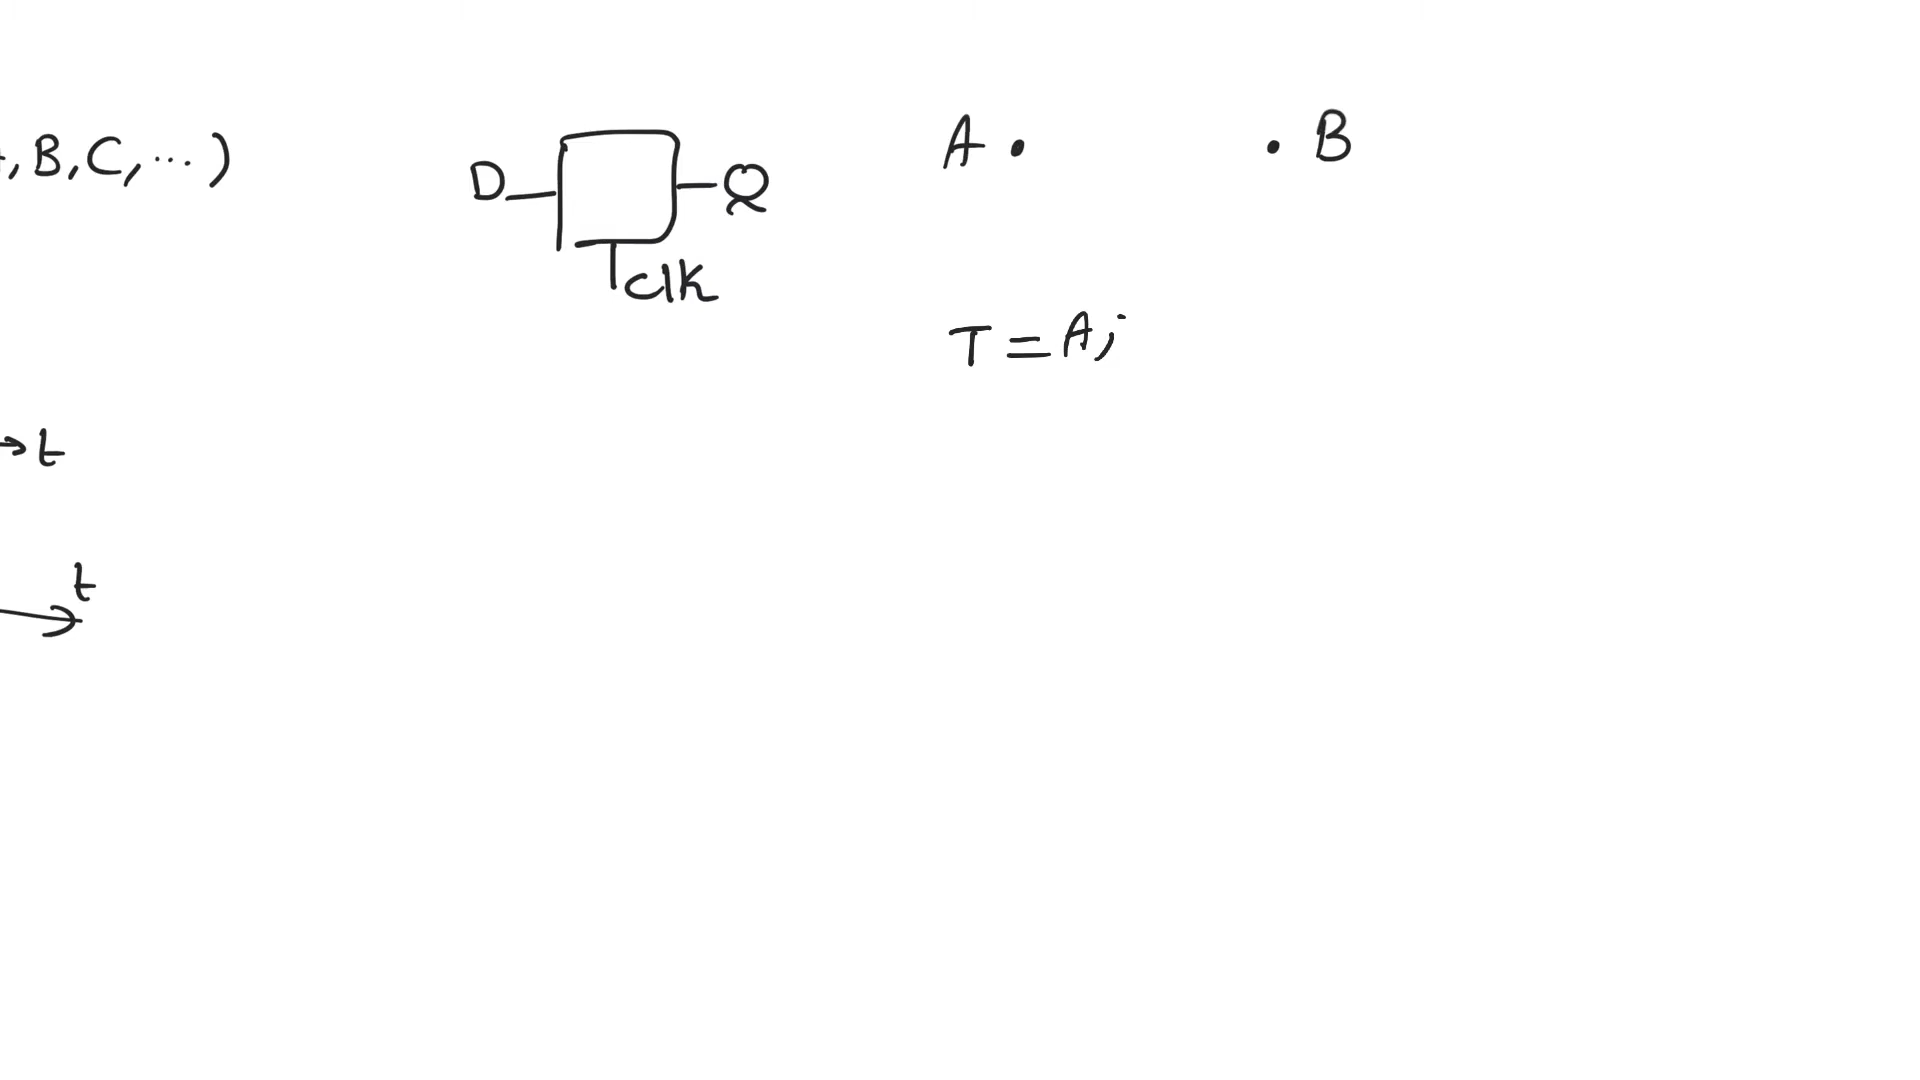 , B, C, ... )
D
Q
clk
A . . B
T = A;
t
t